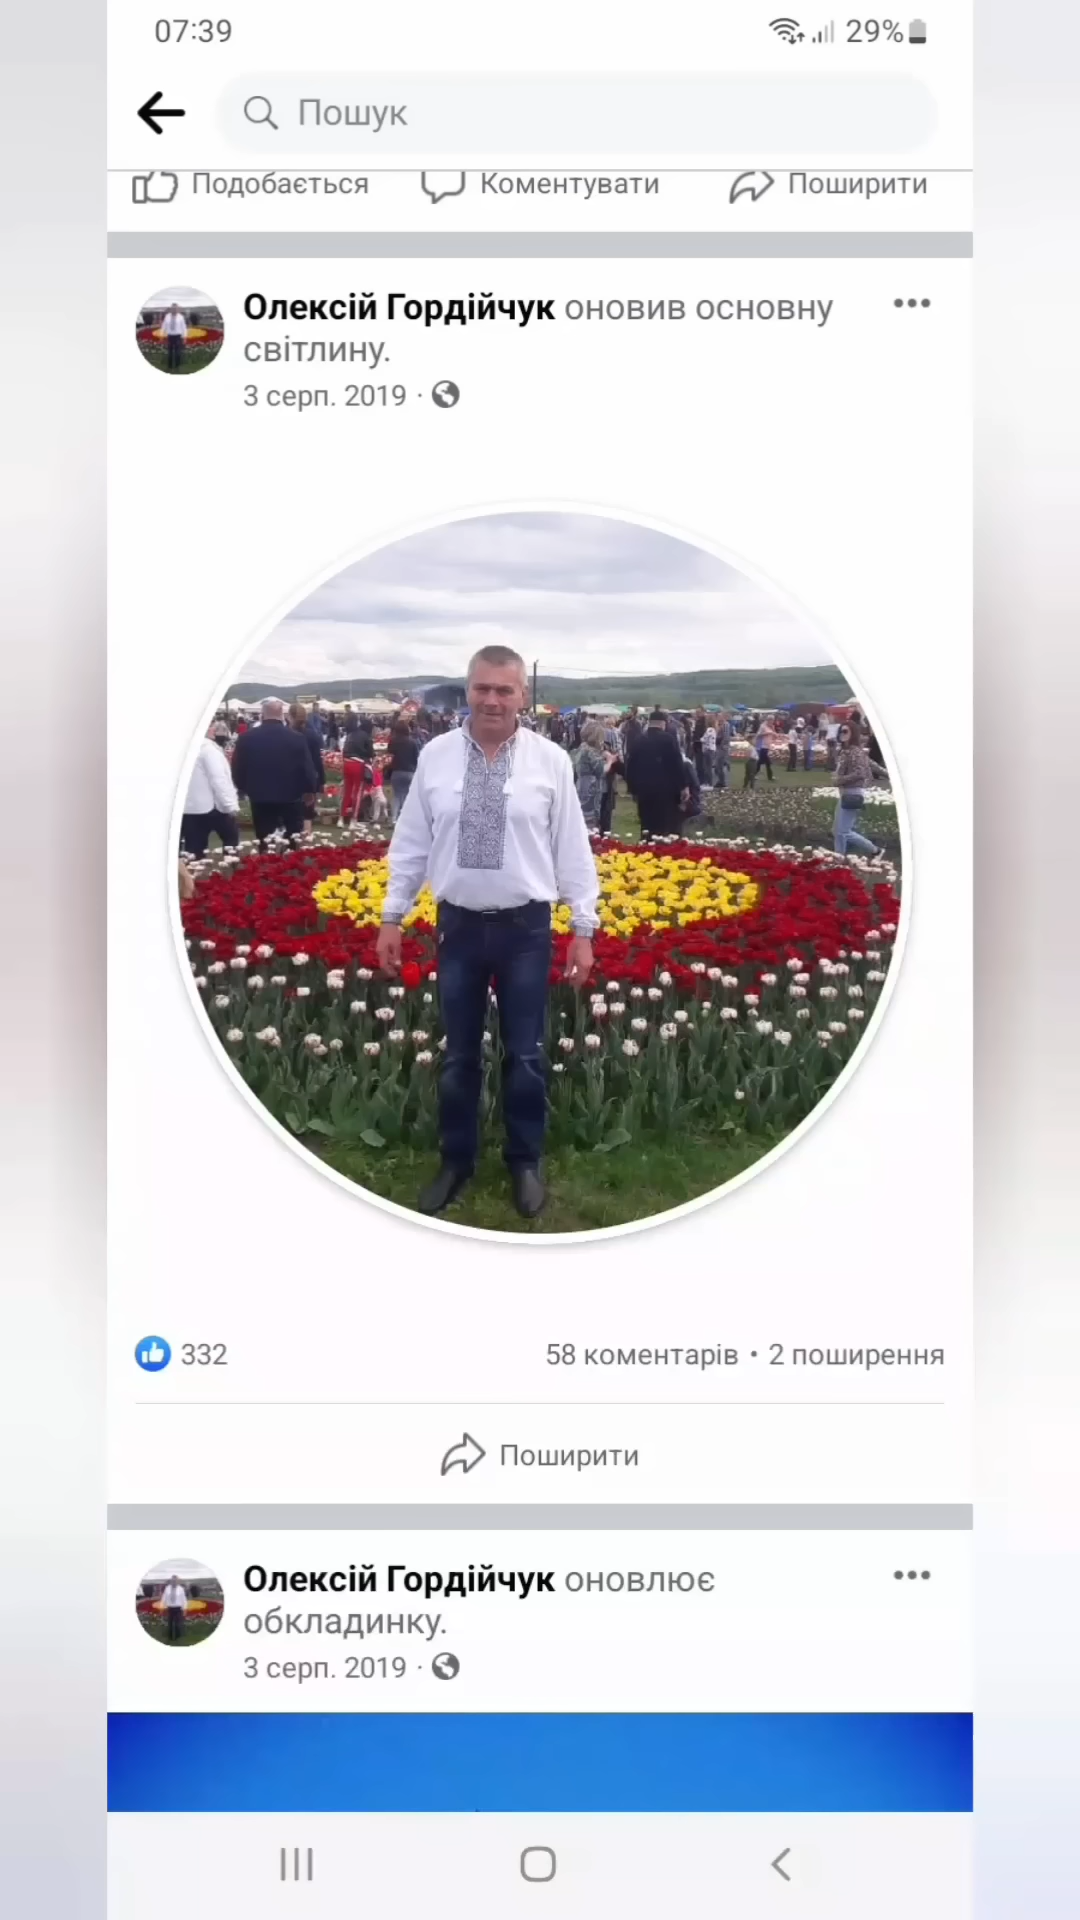 07:39
29%
Пошук
Подобається Коментувати Поширити
Олексій Гордійчук оновив основну
світлину.
3 серп. 2019 ·
332
58 коментарів • 2 поширення
Поширити
Олексій Гордійчук оновлює
обкладинку.
3 серп. 2019 ·